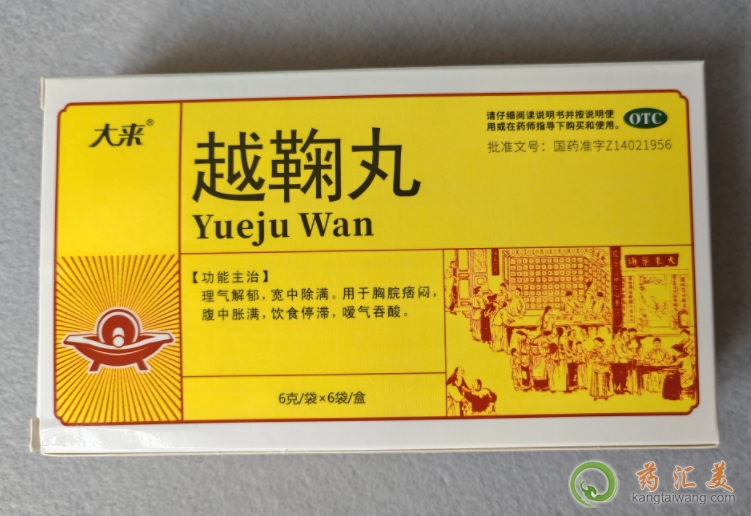 大来®
越鞠丸
Yueju Wan
请仔细阅读说明书并按说明使
用或在药师指导下购买和使用。
OTC
批准文号：国药准字Z14021956
【功能主治】
理气解郁，宽中除满。用于胸脘痞闷，
腹中胀满，饮食停滞，嗳气吞酸。
6克/袋×6袋/盒
药汇美
kangtaiwang.com